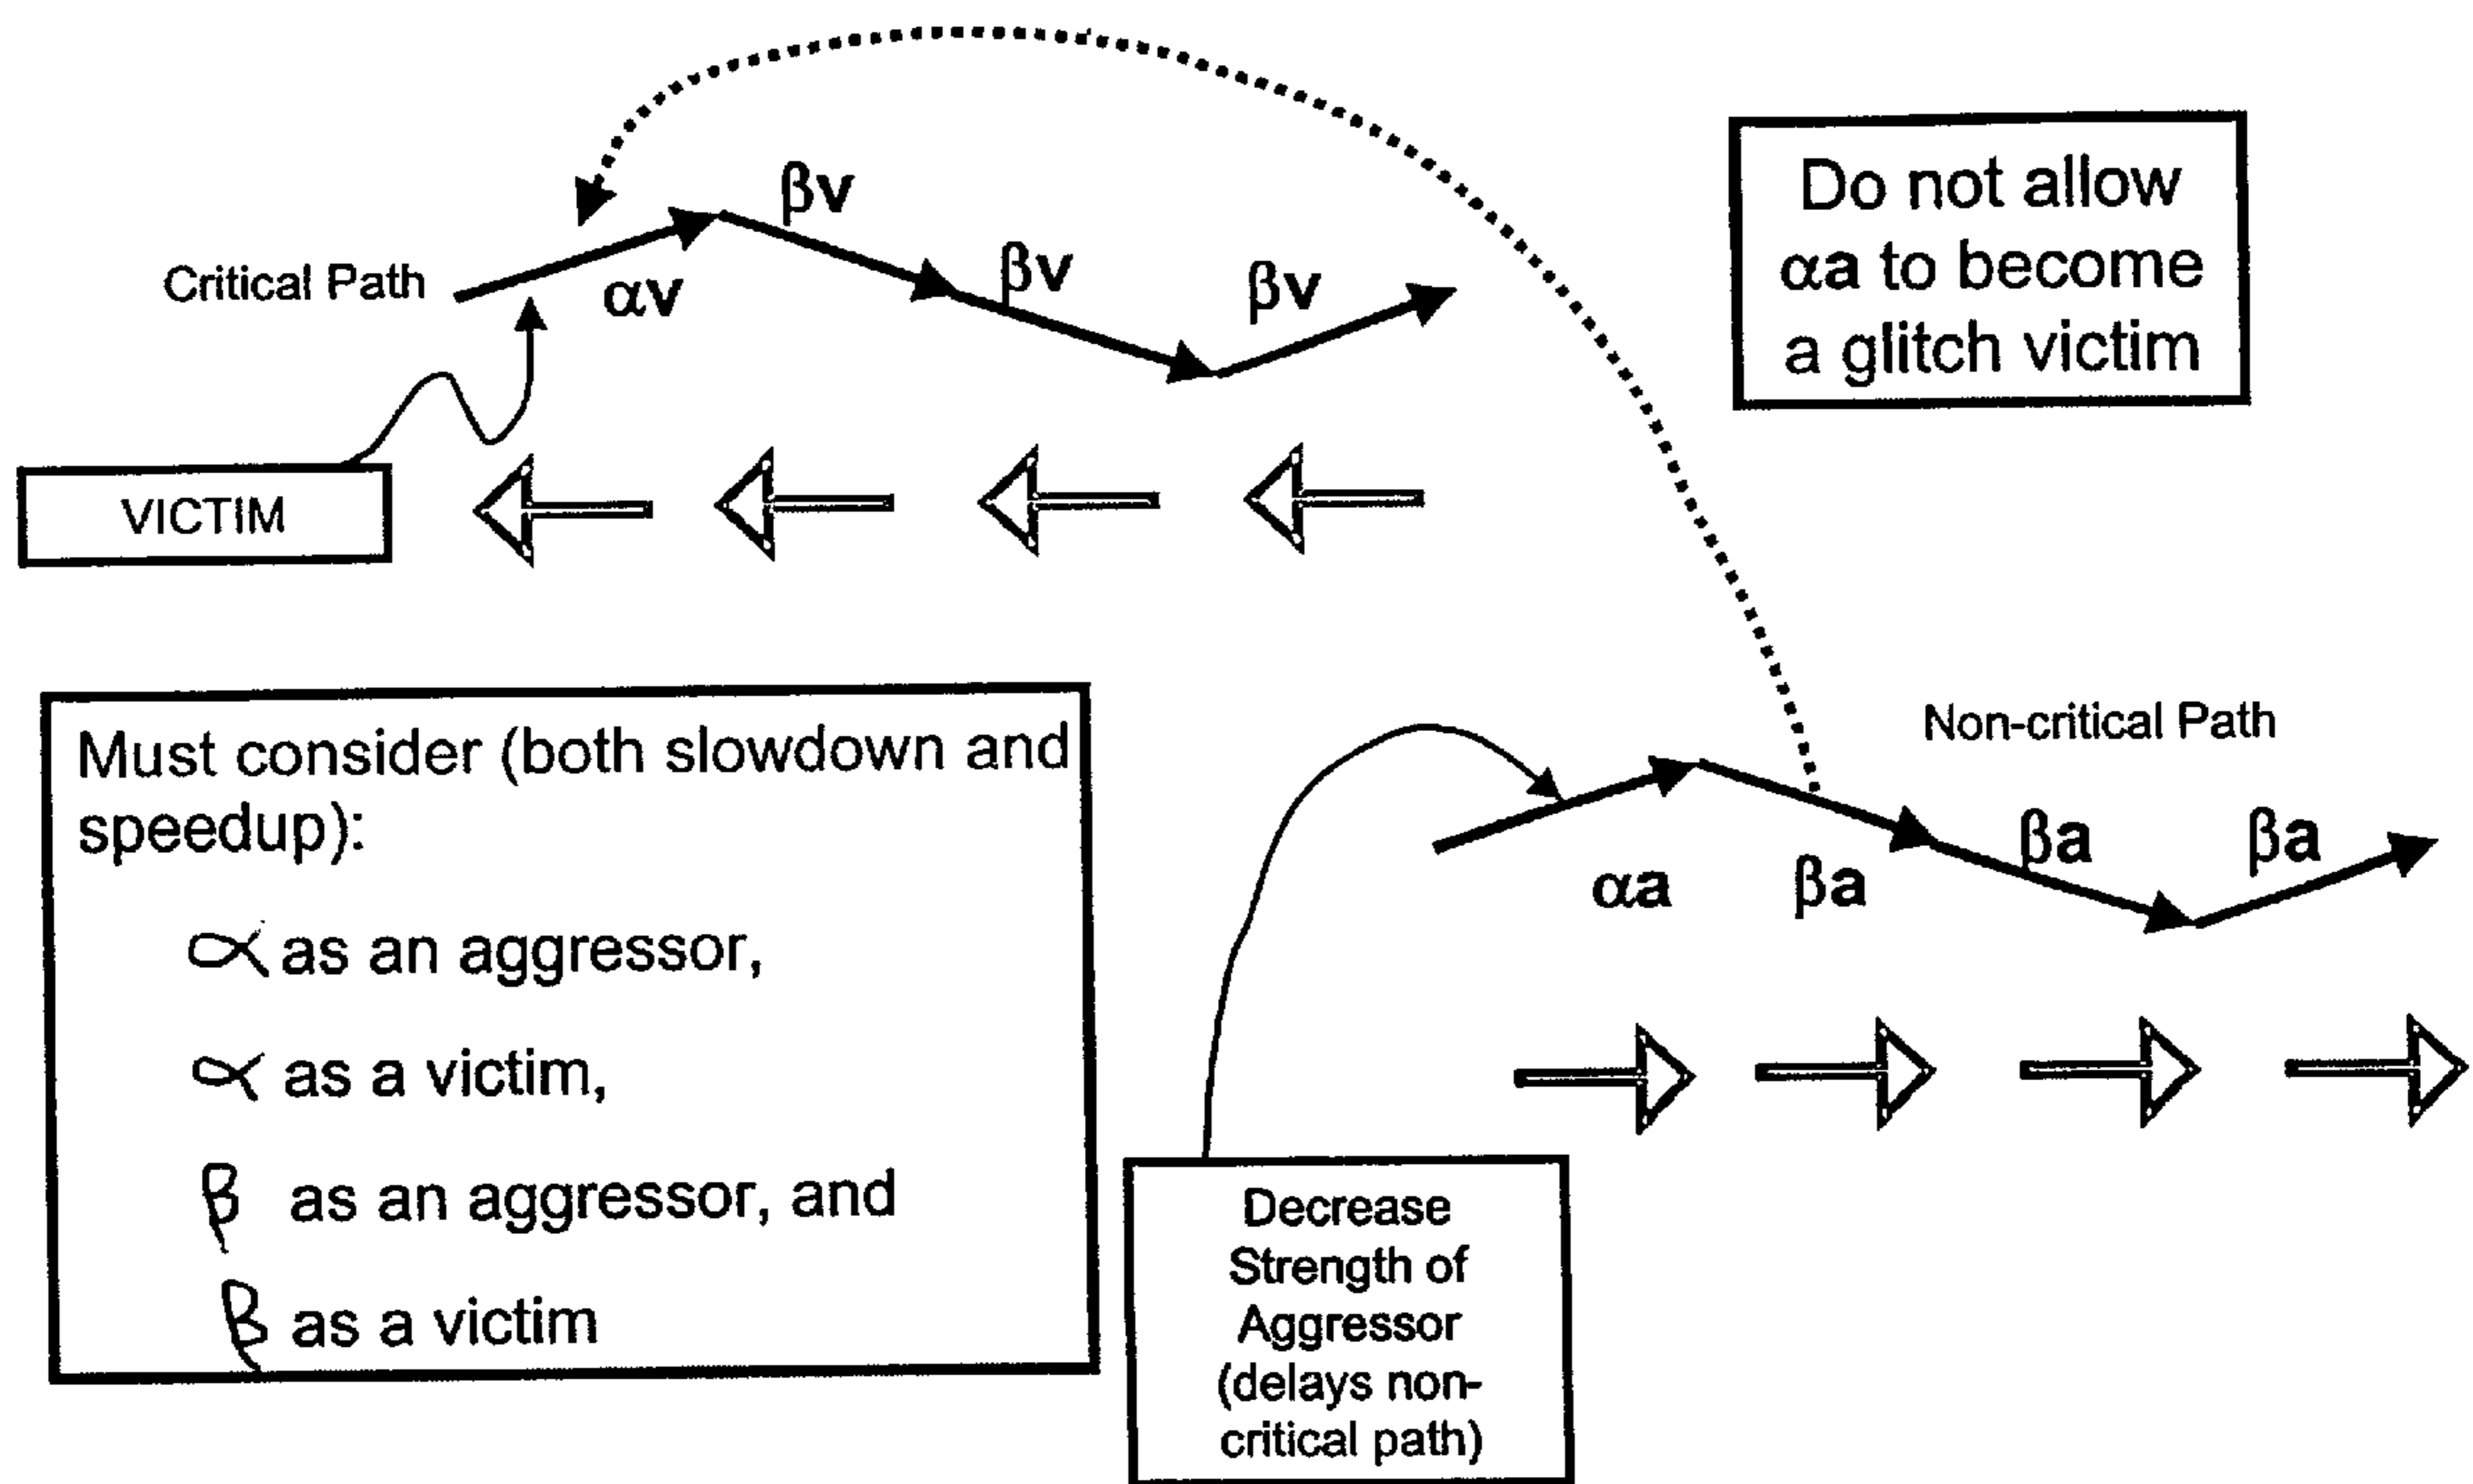 βv
Critical Path
αv
βv
βv
Do not allow
αa to become
a glitch victim
VICTIM
Must consider (both slowdown and
speedup):
α as an aggressor,
α as a victim,
β as an aggressor, and
β as a victim
Non-critical Path
αa
βa
βa
βa
Decrease
Strength of
Aggressor
(delays non-
critical path)